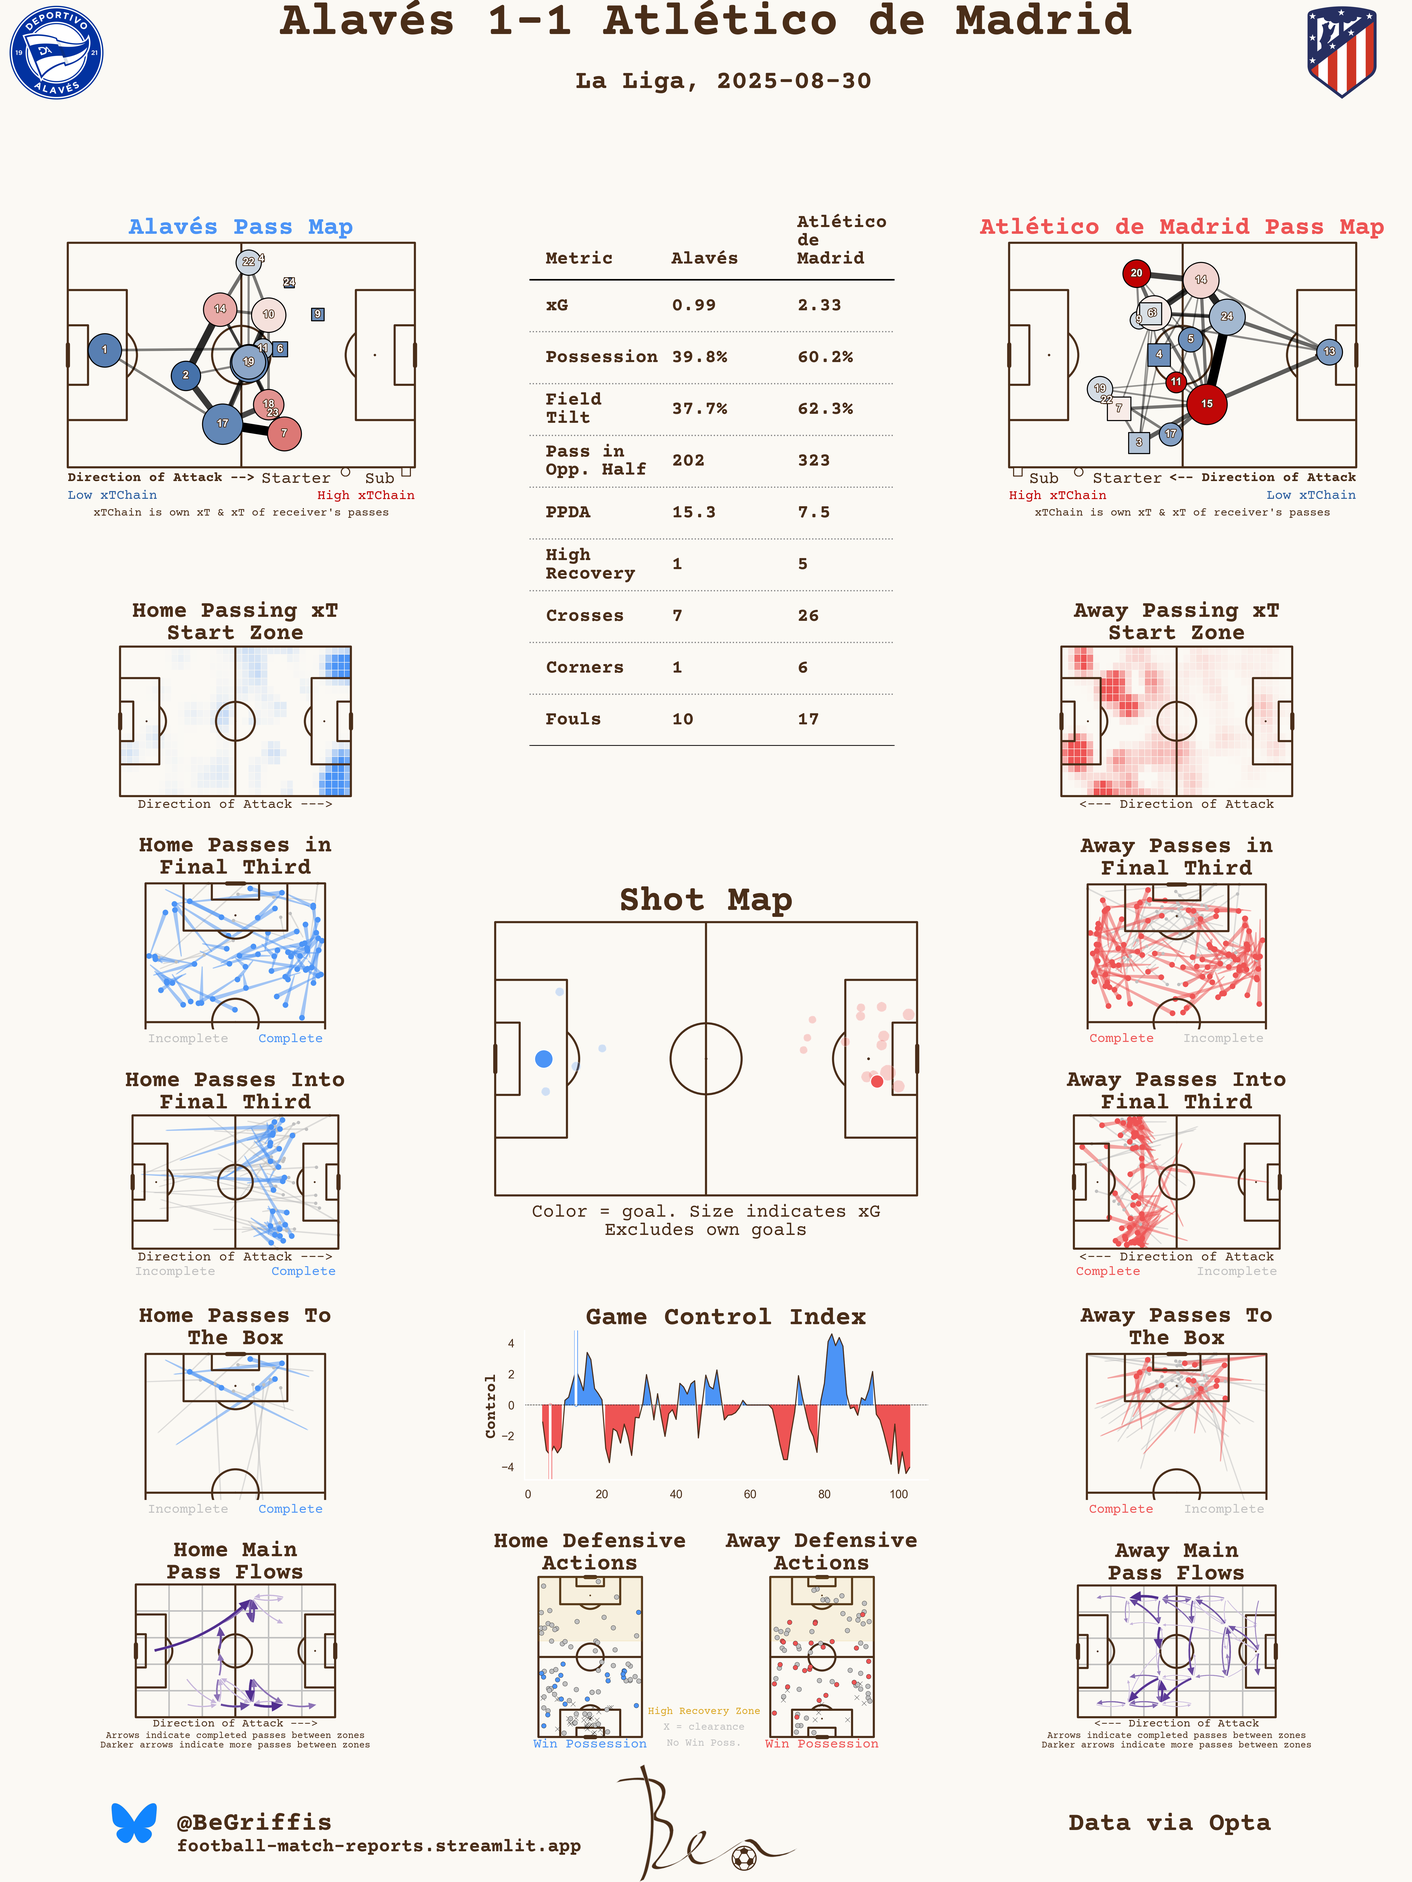 Alavés 1-1 Atlético de Madrid
La Liga, 2025-08-30
DEPORTIVO
19 21
ALAVÉS
Alavés Pass Map
22 4
24
14 10 9
1 11 6
19
2
18
23
17 7
Direction of Attack --> Starter Sub
Low xTChain High xTChain
xTChain is own xT & xT of receiver's passes
Metric Alavés Atlético de Madrid
xG 0.99 2.33
Possession 39.8% 60.2%
Field Tilt 37.7% 62.3%
Pass in Opp. Half 202 323
PPDA 15.3 7.5
High Recovery 1 5
Crosses 7 26
Corners 1 6
Fouls 10 17
Atlético de Madrid Pass Map
20 14
9 24
5
4 13
11
19
22
7 15
3 17
Sub Starter <-- Direction of Attack
High xTChain Low xTChain
xTChain is own xT & xT of receiver's passes
Home Passing xT
Start Zone
Direction of Attack --->
Away Passing xT
Start Zone
<--- Direction of Attack
Home Passes in
Final Third
Incomplete Complete
Away Passes in
Final Third
Complete Incomplete
Shot Map
Color = goal. Size indicates xG
Excludes own goals
Home Passes Into
Final Third
Direction of Attack --->
Incomplete Complete
Away Passes Into
Final Third
<--- Direction of Attack
Complete Incomplete
Home Passes To
The Box
Incomplete Complete
Game Control Index
Control
4
2
0
−2
−4
0 20 40 60 80 100
Away Passes To
The Box
Complete Incomplete
Home Main
Pass Flows
Direction of Attack --->
Arrows indicate completed passes between zones
Darker arrows indicate more passes between zones
Home Defensive
Actions
Win Possession
High Recovery Zone
X = clearance
No Win Poss.
Away Defensive
Actions
Win Possession
Away Main
Pass Flows
<--- Direction of Attack
Arrows indicate completed passes between zones
Darker arrows indicate more passes between zones
@BeGriffis
football-match-reports.streamlit.app
Ben
Data via Opta